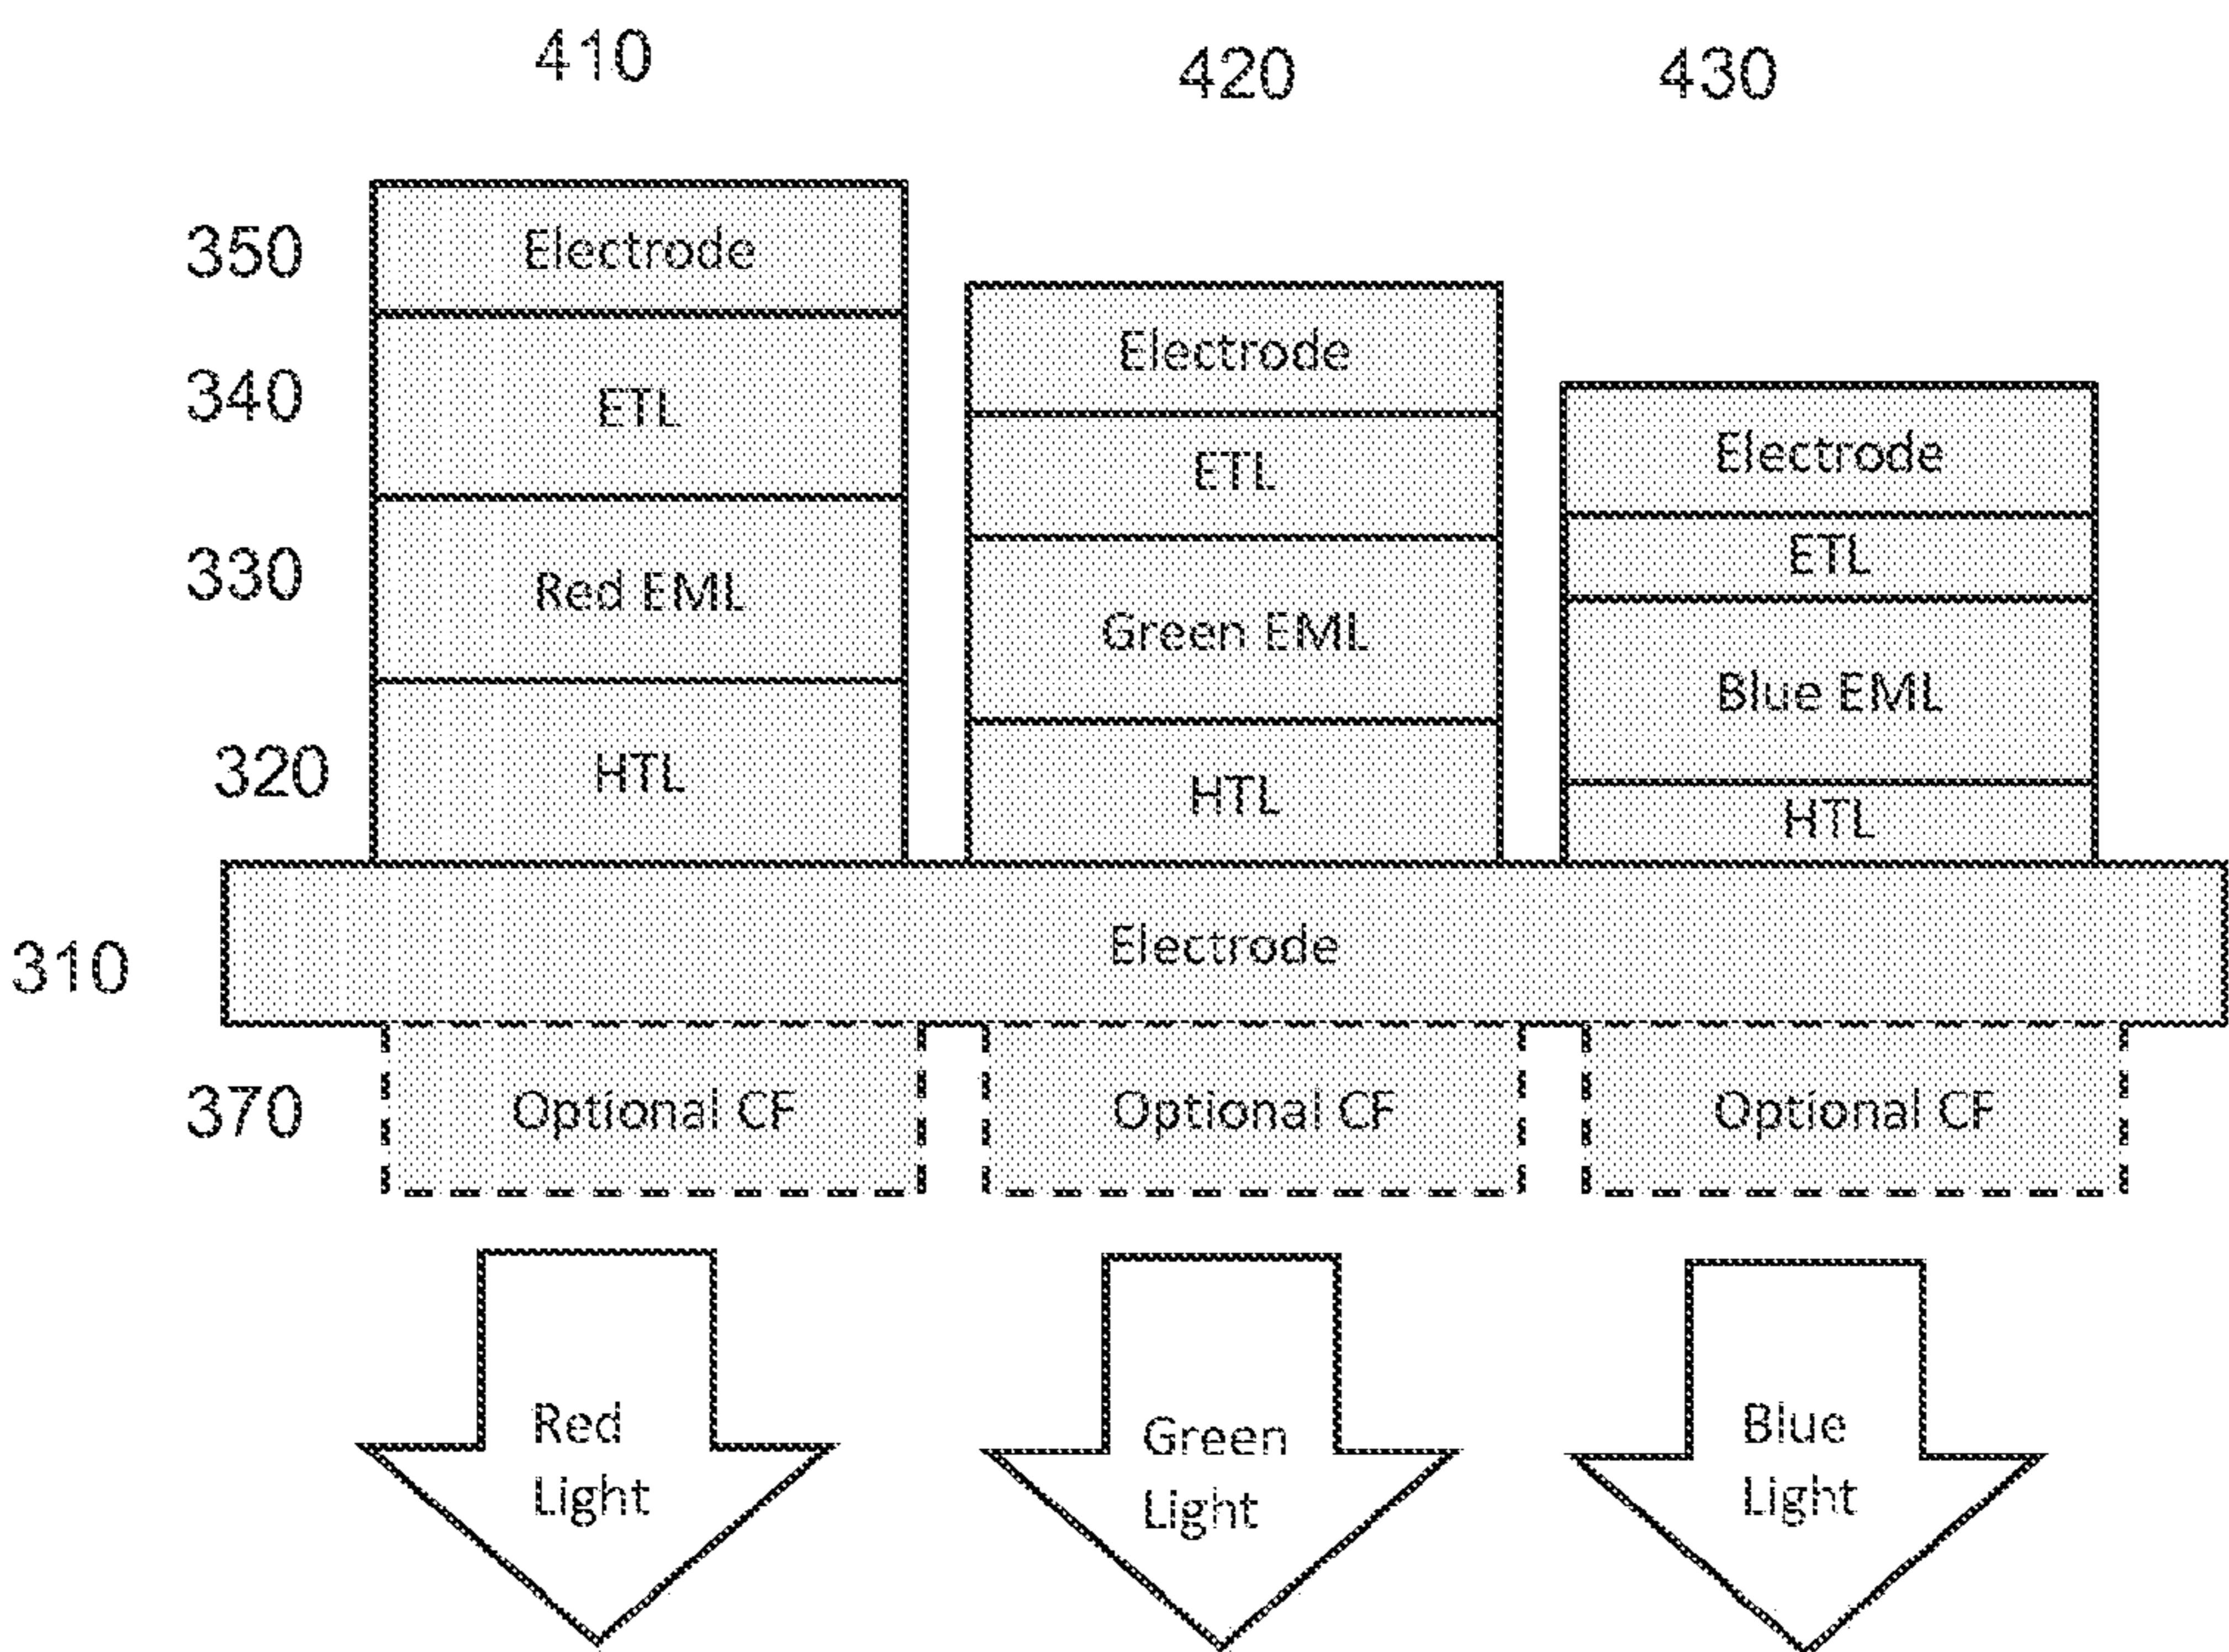 410
420
430
350
Electrode
Electrode
340
ETL
ETL
Electrode
330
Red EML
ETL
Green EML
Blue EML
320
HTL
HTL
HTL
310
Electrode
370
Optional CF
Optional CF
Optional CF
Red
Light
Green
Light
Blue
Light